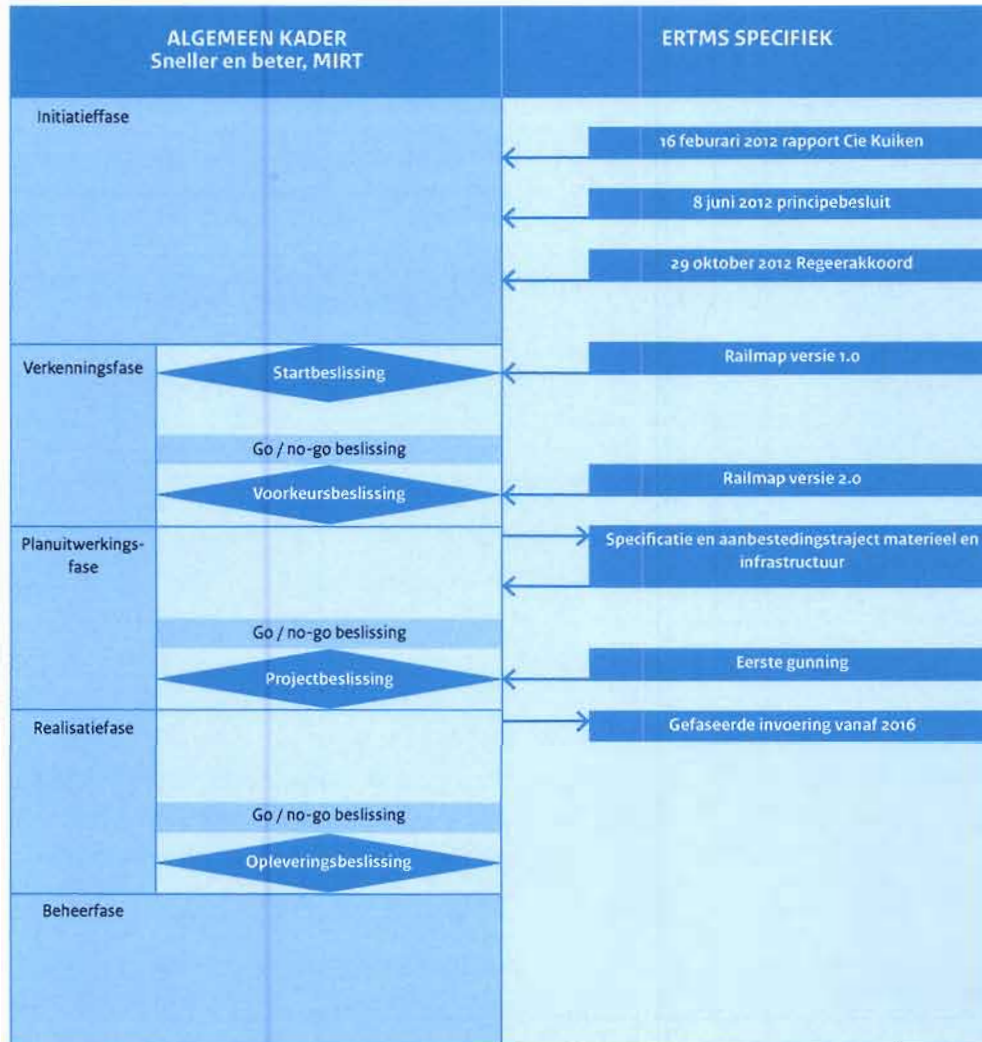 ALGEMEEN KADER
Sneller en beter, MIRT
ERTMS SPECIFIEK
Initiatieffase
16 feburari 2012 rapport Cie Kuiken
8 juni 2012 principebesluit
29 oktober 2012 Regeerakkoord
Verkenningsfase
Startbeslissing
Railmap versie 1.0
Go / no-go beslissing
Voorkeursbeslissing
Railmap versie 2.0
Planuitwerkings-
fase
Specificatie en aanbestedingstraject materieel en
infrastructuur
Go / no-go beslissing
Projectbeslissing
Eerste gunning
Realisatiefase
Gefaseerde invoering vanaf 2016
Go / no-go beslissing
Opleveringsbeslissing
Beheerfase